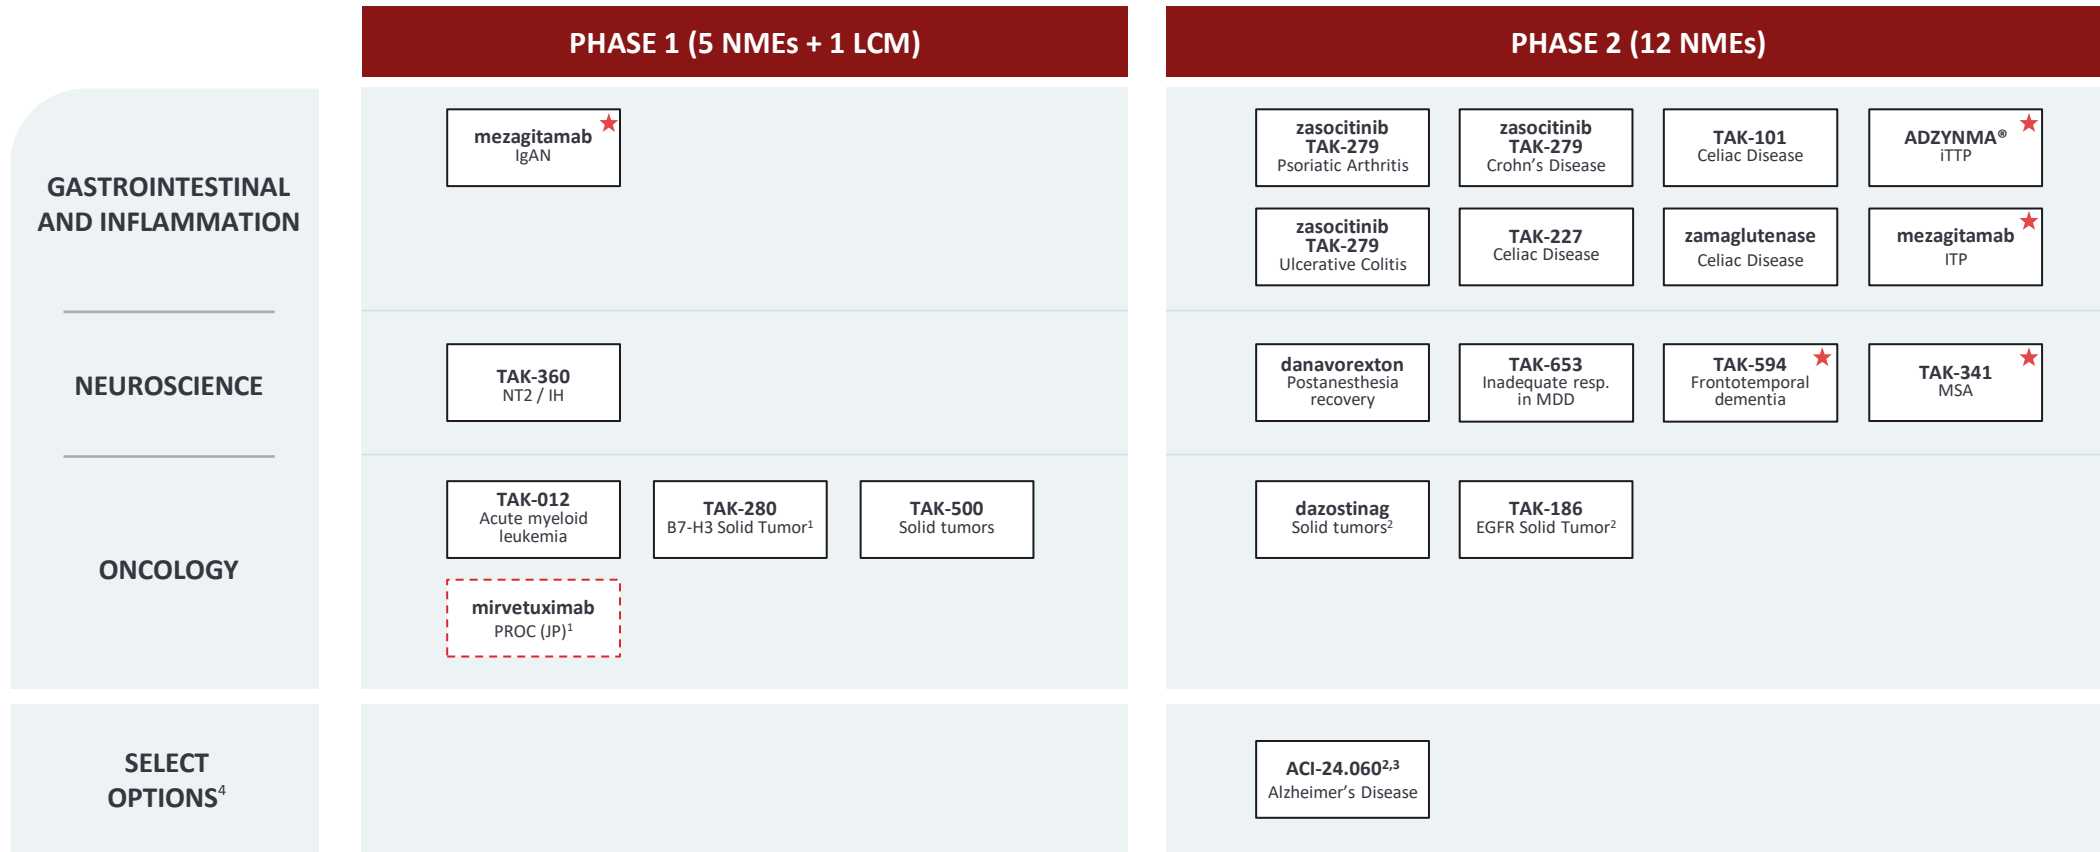 PHASE 1 (5 NMEs + 1 LCM)
PHASE 2 (12 NMEs)
GASTROINTESTINAL
AND INFLAMMATION
mezagitamab
IgAN
zasocitinib
TAK-279
Psoriatic Arthritis
zasocitinib
TAK-279
Crohn's Disease
TAK-101
Celiac Disease
ADZYNMA®
iTTP
zasocitinib
TAK-279
Ulcerative Colitis
TAK-227
Celiac Disease
zamaglutenase
Celiac Disease
mezagitamab
ITP
NEUROSCIENCE
TAK-360
NT2 / IH
danavorexton
Postanesthesia
recovery
TAK-653
Inadequate resp.
in MDD
TAK-594
Frontotemporal
dementia
TAK-341
MSA
ONCOLOGY
TAK-012
Acute myeloid
leukemia
TAK-280
B7-H3 Solid Tumor¹
TAK-500
Solid tumors
mirvetuximab
PROC (JP)¹
dazostinag
Solid tumors²
TAK-186
EGFR Solid Tumor²
SELECT
OPTIONS⁴
ACI-24.060²,³
Alzheimer's Disease